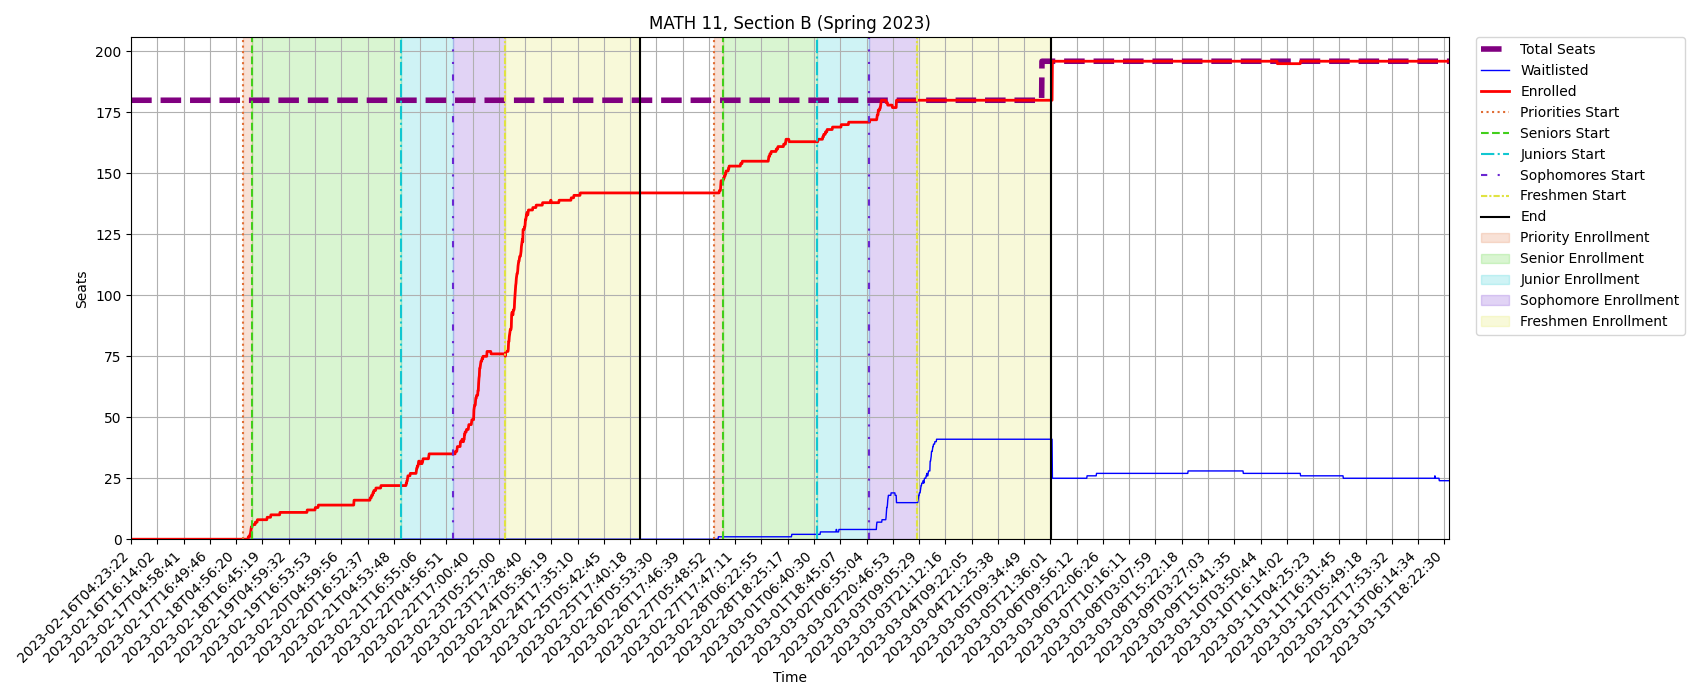 MATH 11, Section B (Spring 2023)
Seats
200
175
150
125
100
75
50
25
0
2023-02-16T04:23:22
2023-02-16T16:14:02
2023-02-17T04:58:41
2023-02-17T16:49:46
2023-02-18T04:56:20
2023-02-18T16:45:19
2023-02-19T04:59:32
2023-02-19T16:53:53
2023-02-20T04:59:56
2023-02-20T16:52:37
2023-02-21T04:53:48
2023-02-21T16:55:06
2023-02-22T04:56:51
2023-02-22T17:00:40
2023-02-23T05:25:00
2023-02-23T17:28:40
2023-02-24T05:36:19
2023-02-24T17:35:10
2023-02-25T05:42:45
2023-02-25T17:40:18
2023-02-26T05:53:30
2023-02-26T17:46:39
2023-02-27T05:48:52
2023-02-27T17:47:11
2023-02-28T06:22:55
2023-02-28T18:25:17
2023-03-01T06:40:30
2023-03-01T18:45:07
2023-03-02T06:55:04
2023-03-02T20:46:53
2023-03-03T09:05:29
2023-03-03T21:12:16
2023-03-04T09:22:05
2023-03-04T21:25:38
2023-03-05T09:34:49
2023-03-05T21:36:01
2023-03-06T09:56:12
2023-03-06T22:06:26
2023-03-07T10:16:11
2023-03-08T03:07:59
2023-03-08T15:22:18
2023-03-09T03:27:03
2023-03-09T15:41:35
2023-03-10T03:50:44
2023-03-10T16:14:02
2023-03-11T04:25:23
2023-03-11T16:31:45
2023-03-12T05:49:18
2023-03-12T17:53:32
2023-03-13T06:14:34
2023-03-13T18:22:30
Time
Total Seats
Waitlisted
Enrolled
Priorities Start
Seniors Start
Juniors Start
Sophomores Start
Freshmen Start
End
Priority Enrollment
Senior Enrollment
Junior Enrollment
Sophomore Enrollment
Freshmen Enrollment